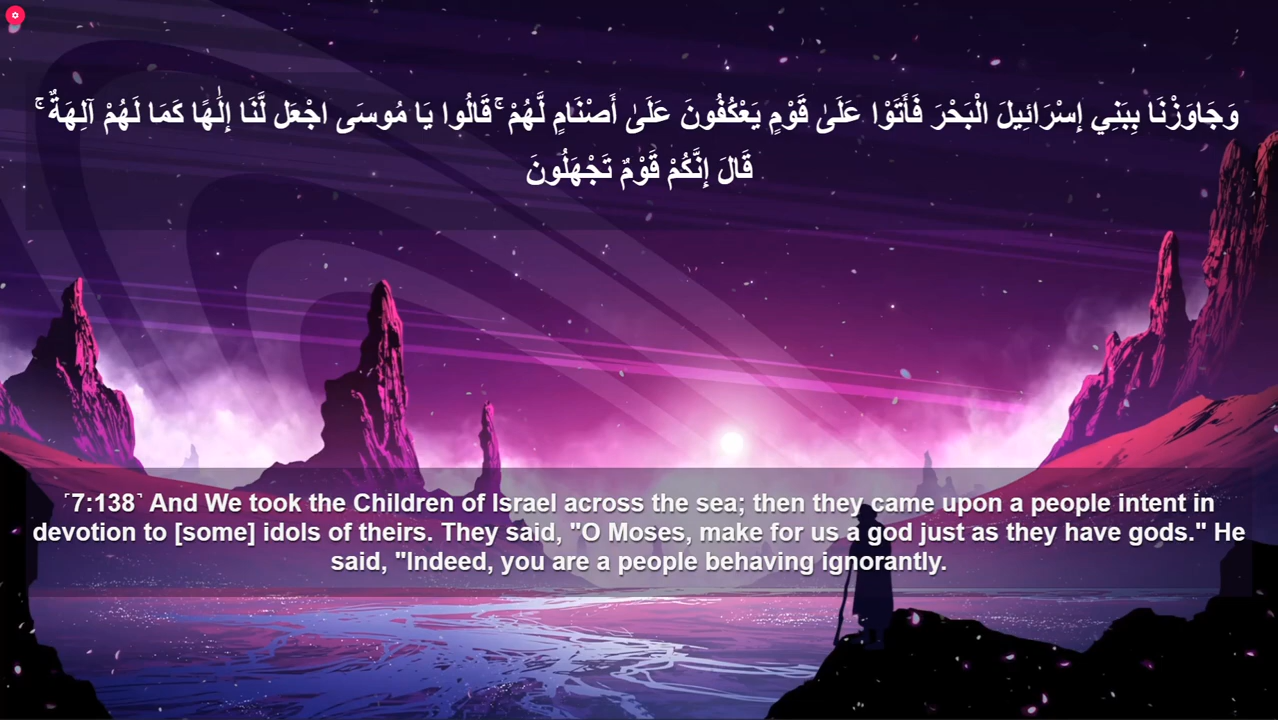 وَجَاوَزْنَا بِبَنِي إِسْرَائِيلَ الْبَحْرَ فَأَتَوْا عَلَىٰ قَوْمٍ يَعْكُفُونَ عَلَىٰ أَصْنَامٍ لَّهُمْ ۚ قَالُوا يَا مُوسَى اجْعَل لَّنَا إِلَٰهًا كَمَا لَهُمْ آلِهَةٌ ۚ
قَالَ إِنَّكُمْ قَوْمٌ تَجْهَلُونَ
⸢7:138⸣ And We took the Children of Israel across the sea; then they came upon a people intent in
devotion to [some] idols of theirs. They said, "O Moses, make for us a god just as they have gods." He
said, "Indeed, you are a people behaving ignorantly.